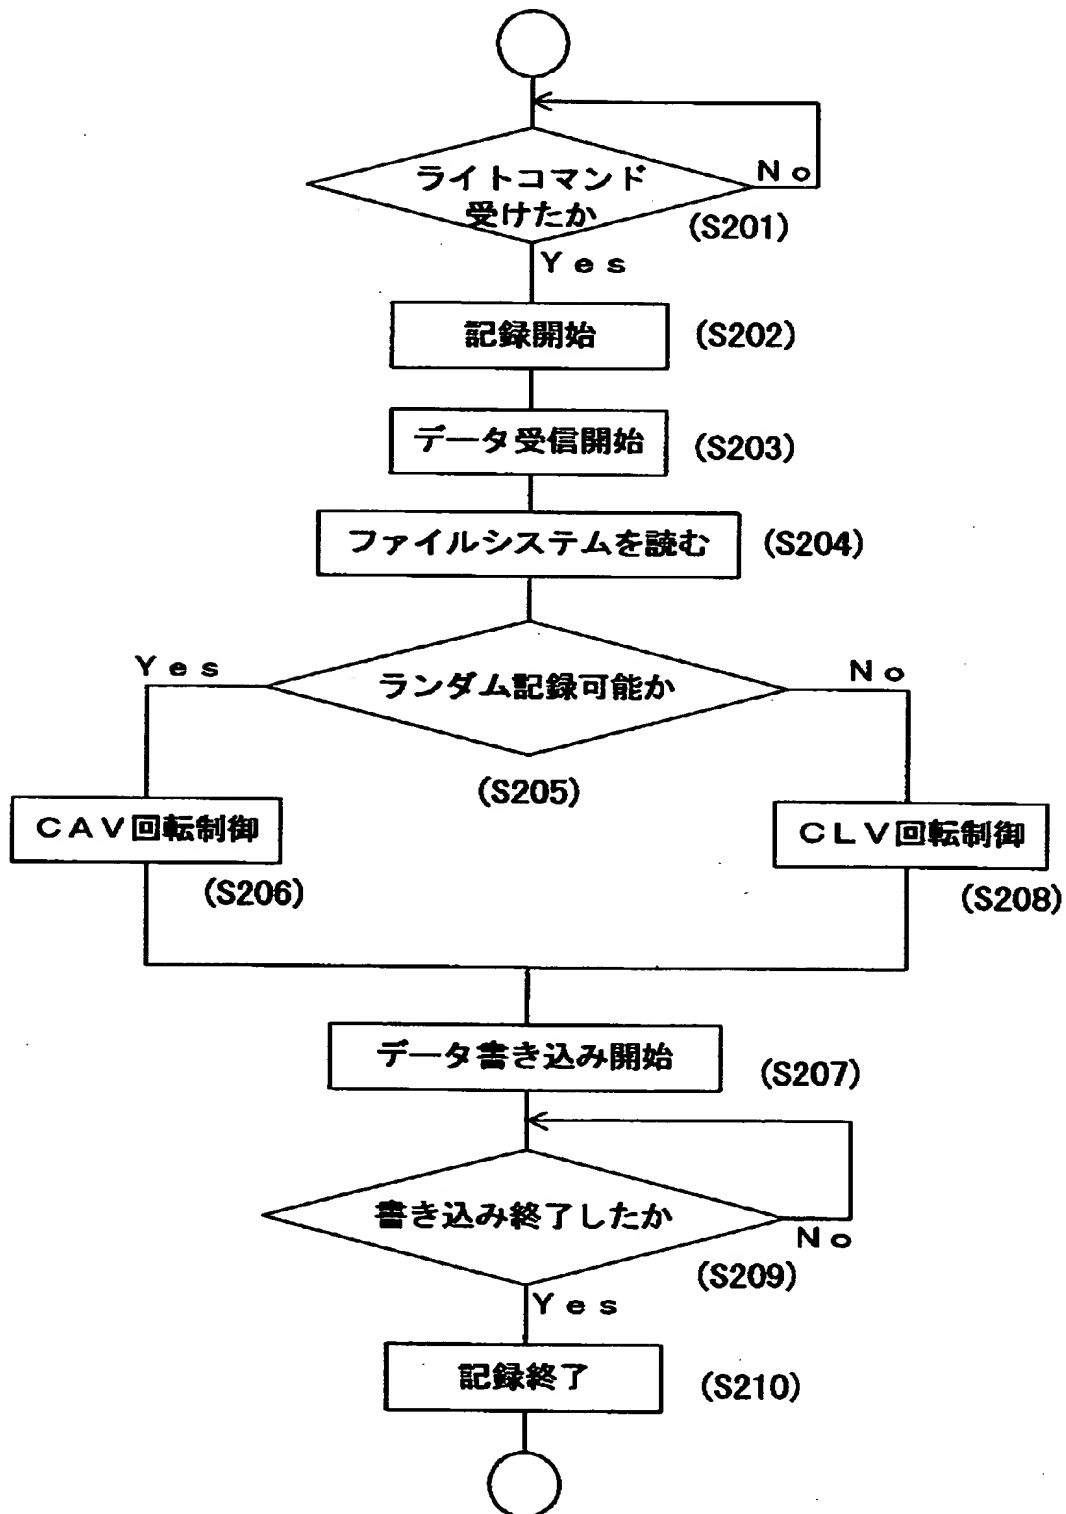 ライトコマンド
受けたか
No
(S201)
Yes
記録開始
(S202)
データ受信開始
(S203)
ファイルシステムを読む
(S204)
Yes
ランダム記録可能か
No
(S205)
CAV回転制御
(S206)
CLV回転制御
(S208)
データ書き込み開始
(S207)
書き込み終了したか
No
(S209)
Yes
記録終了
(S210)